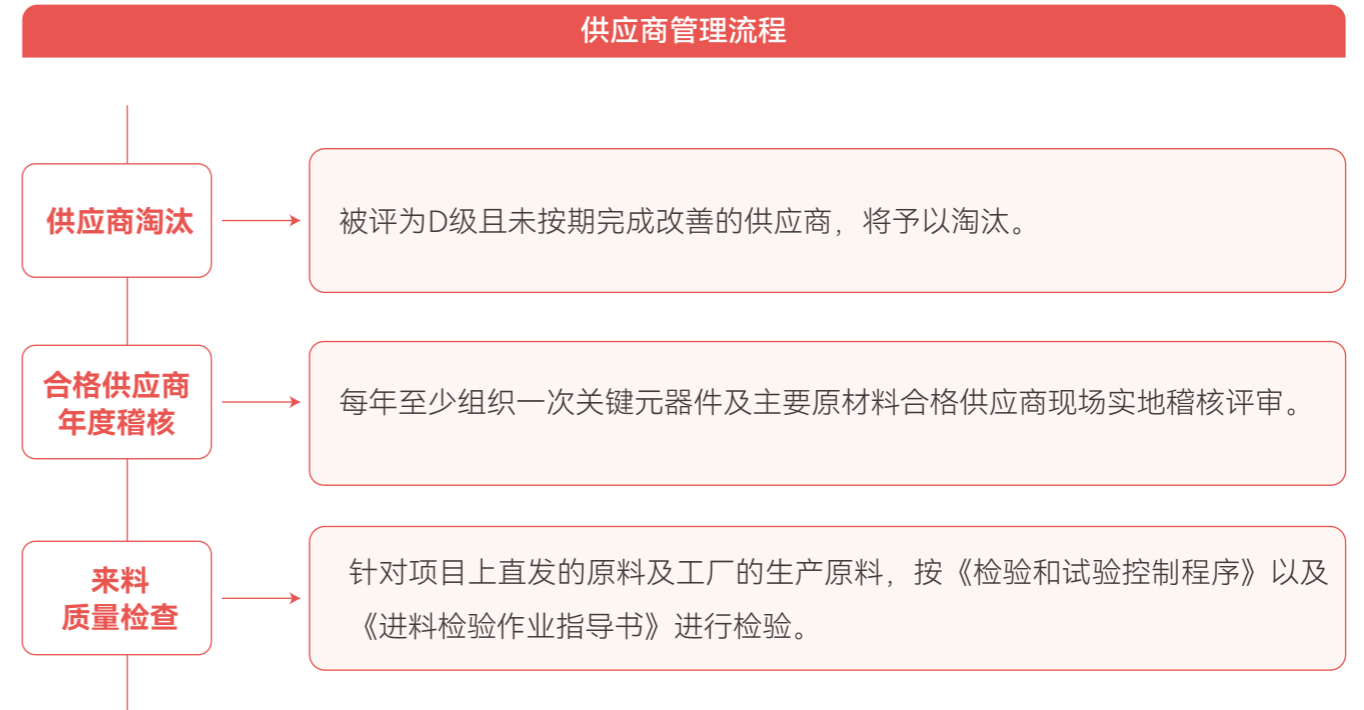 供应商管理流程
供应商淘汰
被评为D级且未按期完成改善的供应商，将予以淘汰。
合格供应商
年度稽核
每年至少组织一次关键元器件及主要原材料合格供应商现场实地稽核评审。
来料
质量检查
针对项目上直发的原料及工厂的生产原料，按《检验和试验控制程序》以及
《进料检验作业指导书》进行检验。